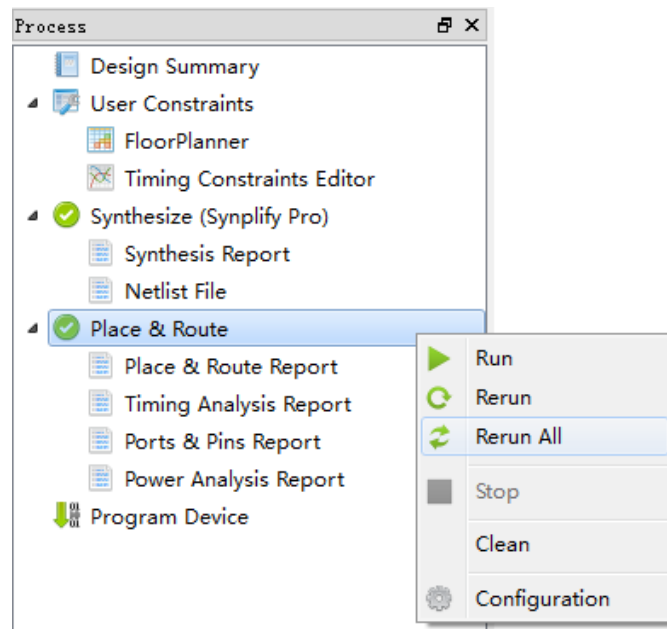 Process
Design Summary
User Constraints
FloorPlanner
Timing Constraints Editor
Synthesize (Synplify Pro)
Synthesis Report
Netlist File
Place & Route
Place & Route Report
Timing Analysis Report
Ports & Pins Report
Power Analysis Report
Program Device
Run
Rerun
Rerun All
Stop
Clean
Configuration